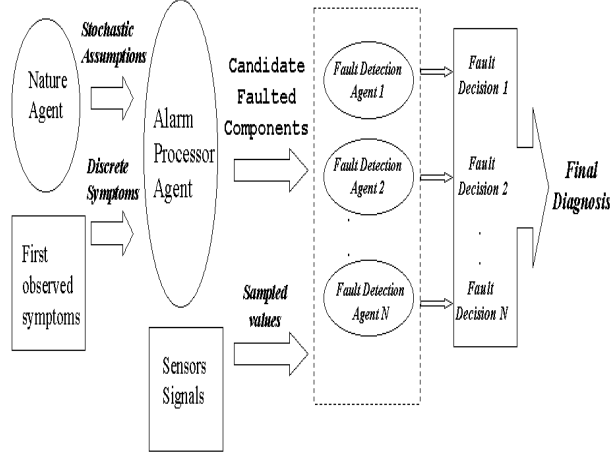 Stochastic
Assumptions
Nature
Agent
Discrete
Symptoms
First
observed
symptoms
Alarm
Processor
Agent
Candidate
Faulted
Components
Sampled
values
Sensors
Signals
Fault Detection
Agent 1
Fault Detection
Agent 2
.
.
Fault Detection
Agent N
Fault
Decision 1
Fault
Decision 2
.
.
Fault
Decision N
Final
Diagnosis